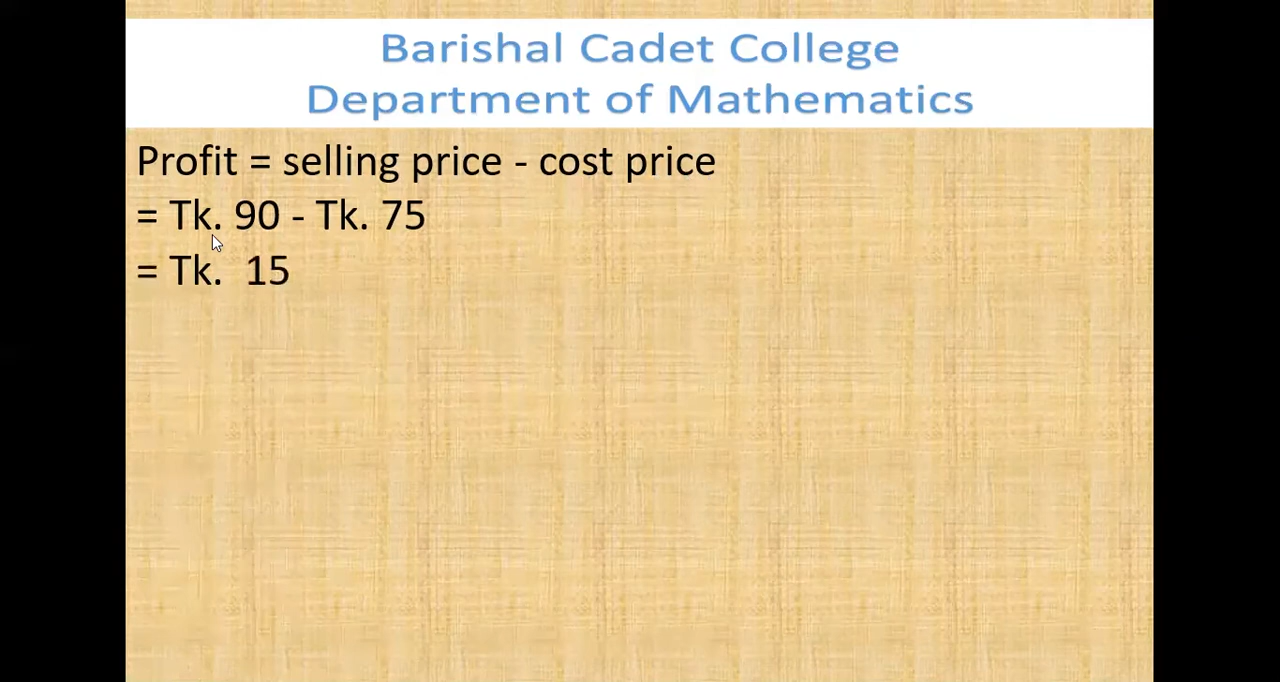 Barishal Cadet College
Department of Mathematics
Profit = selling price - cost price
= Tk. 90 - Tk. 75
= Tk.  15